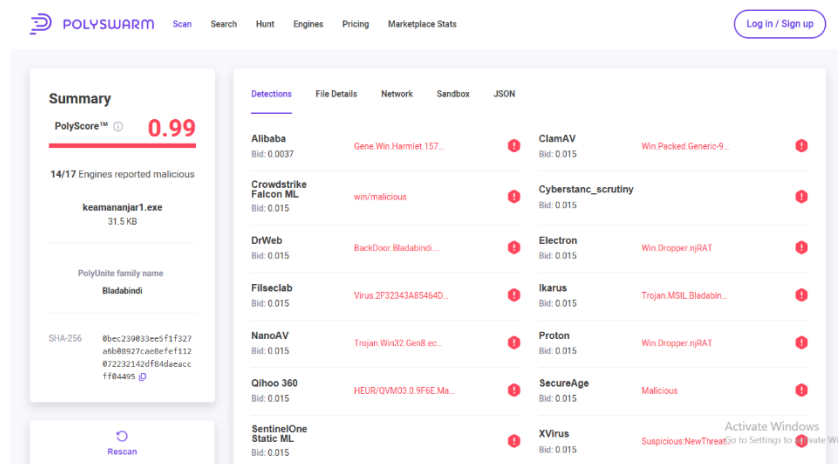 POLYSWARM Scan Search Hunt Engines Pricing Marketplace Stats Log in / Sign up
Summary
PolyScore™ 0.99
14/17 Engines reported malicious
keamananjar1.exe
31.5 KB
PolyUnite family name
Bladabindi
SHA-256 0bec239033ee5f1f327
a6b08927cae8efef112
072232142df84daeacc
ff04495
Rescan
Detections File Details Network Sandbox JSON
Alibaba
Bid: 0.0037
Gene.Win.Harmlet.157...
ClamAV
Bid: 0.015
Win.Packed.Generic-9...
Crowdstrike
Falcon ML
Bid: 0.015
win/malicious
Cyberstanc_scrutiny
Bid: 0.015
DrWeb
Bid: 0.015
BackDoor.Bladabindi...
Electron
Bid: 0.015
Win.Dropper.njRAT
Filseclab
Bid: 0.015
Virus.2F32343A85464D...
Ikarus
Bid: 0.015
Trojan.MSIL.Bladabin...
NanoAV
Bid: 0.015
Trojan.Win32.Gen8.ec...
Proton
Bid: 0.015
Win.Dropper.njRAT
Qihoo 360
Bid: 0.015
HEUR/QVM03.0.9F6E.Ma...
SecureAge
Bid: 0.015
Malicious
SentinelOne
Static ML
Bid: 0.015
XVirus
Bid: 0.015
Suspicious:NewThreat
Activate Windows
Go to Settings to activate Wi